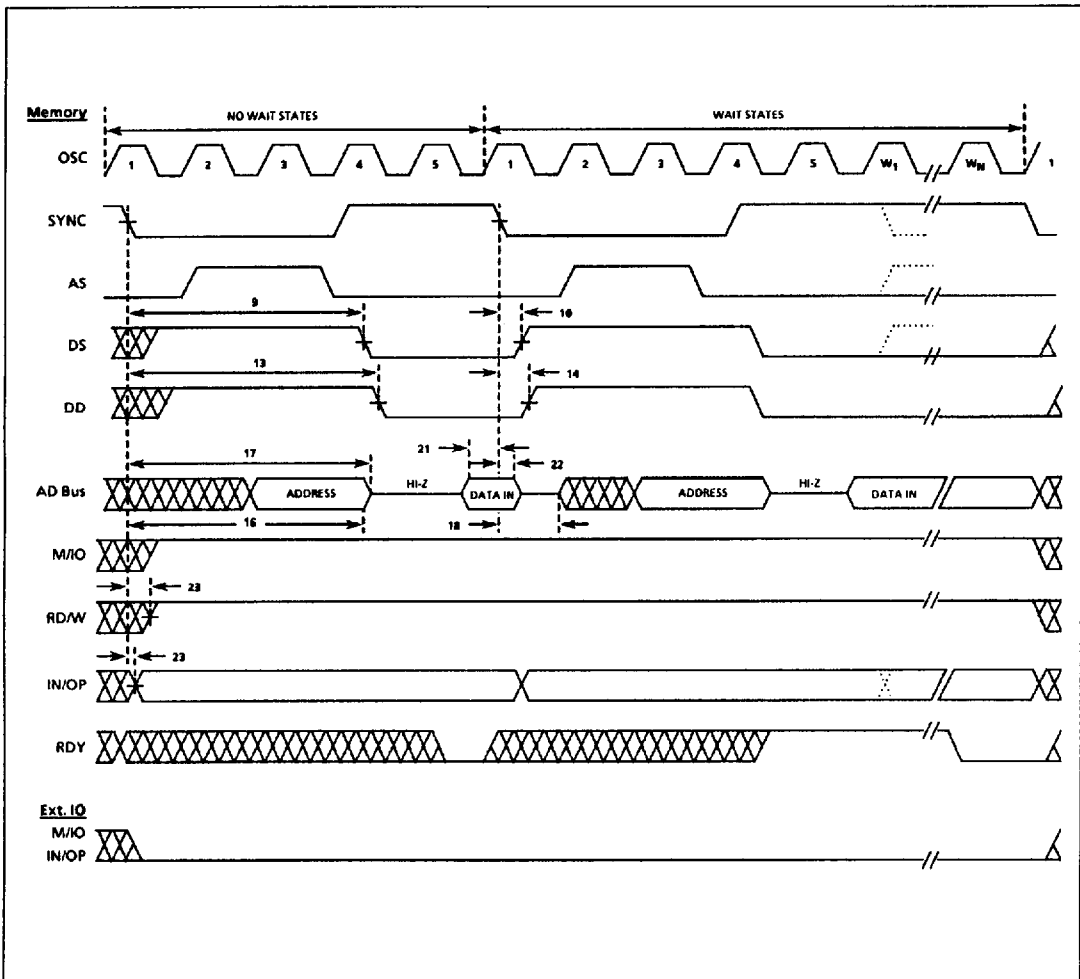 Memory
NO WAIT STATES
WAIT STATES
OSC
1 2 3 4 5 1 2 3 4 5 W1 WN 1
SYNC
AS
9
10
DS
13
14
DD
17
21
22
AD Bus
ADDRESS HI-Z DATA IN ADDRESS HI-Z DATA IN
16
18
M/IO
23
RD/W
23
IN/OP
RDY
Ext. IO
M/IO
IN/OP